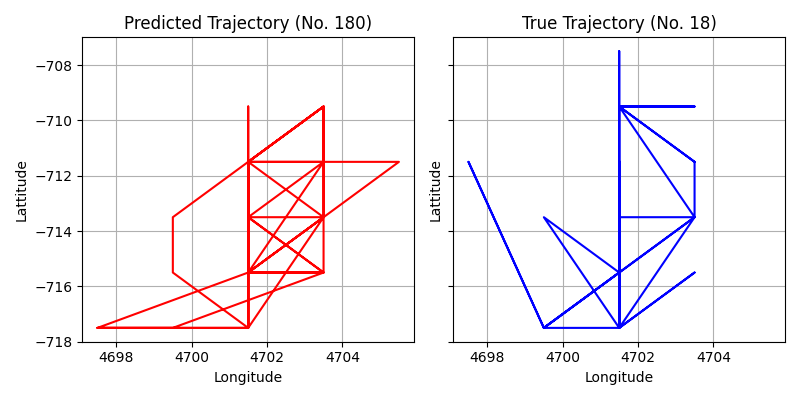 Predicted Trajectory (No. 180)
True Trajectory (No. 18)
Lattitude
−708
−710
−712
−714
−716
−718
4698
4700
4702
4704
Longitude
Lattitude
4698
4700
4702
4704
Longitude